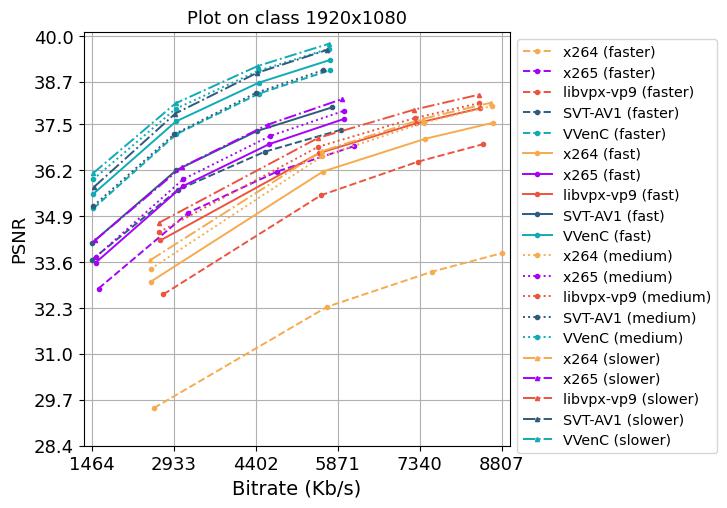 Plot on class 1920x1080
PSNR
40.0
38.7
37.5
36.2
34.9
33.6
32.3
31.0
29.7
28.4
1464 2933 4402 5871 7340 8807
Bitrate (Kb/s)
x264 (faster)
x265 (faster)
libvpx-vp9 (faster)
SVT-AV1 (faster)
VVenC (faster)
x264 (fast)
x265 (fast)
libvpx-vp9 (fast)
SVT-AV1 (fast)
VVenC (fast)
x264 (medium)
x265 (medium)
libvpx-vp9 (medium)
SVT-AV1 (medium)
VVenC (medium)
x264 (slower)
x265 (slower)
libvpx-vp9 (slower)
SVT-AV1 (slower)
VVenC (slower)